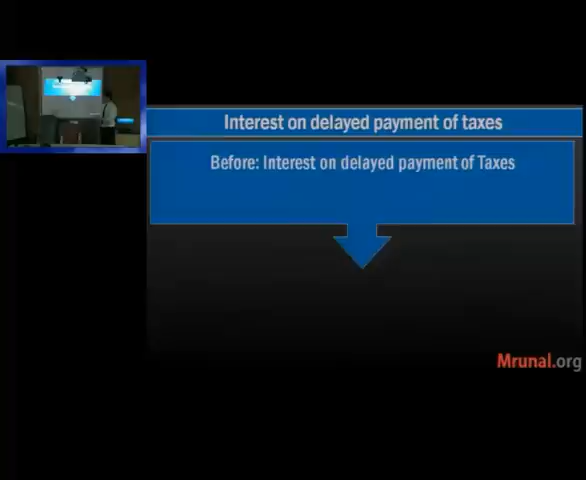 Interest on delayed payment of taxes
Before: Interest on delayed payment of Taxes
Mrunal.org